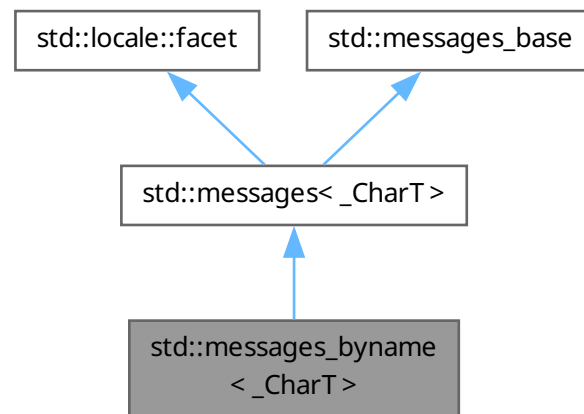 std::locale::facet
std::messages_base
std::messages< _CharT >
std::messages_byname
< _CharT >